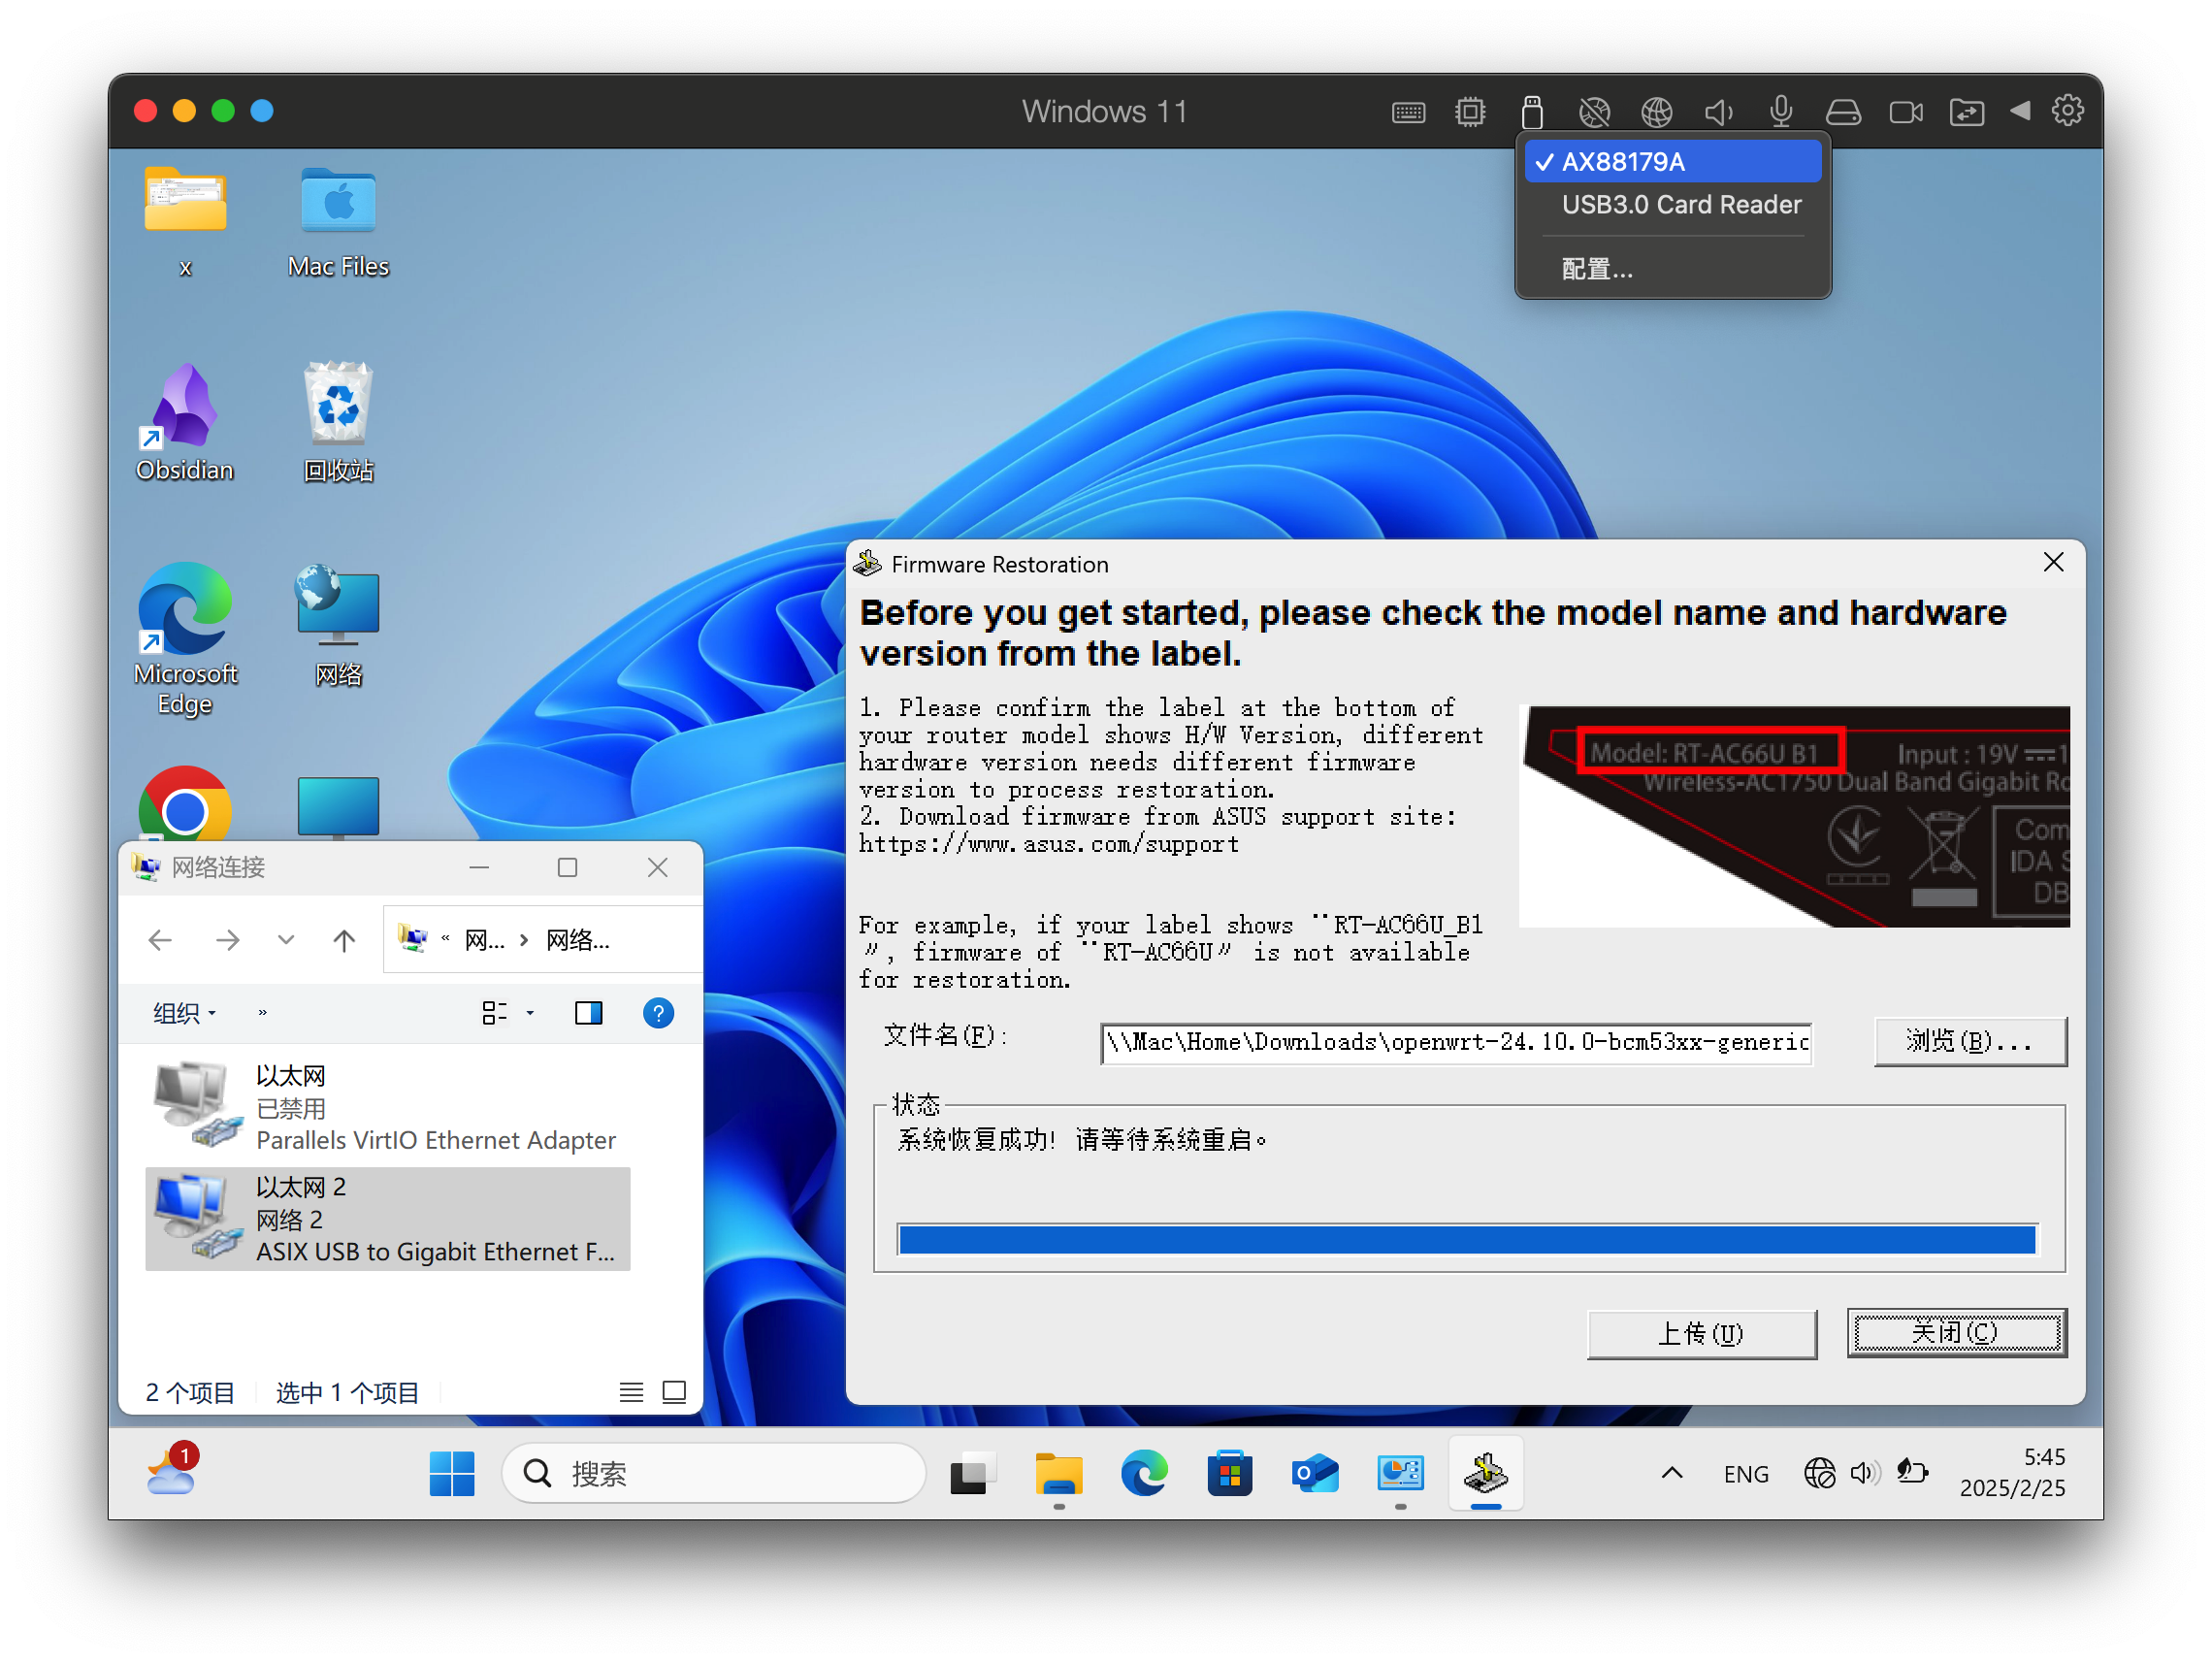 Windows 11
AX88179A
USB3.0 Card Reader
配置...
x
Mac Files
Obsidian
回收站
Microsoft
Edge
网络
Firmware Restoration
Before you get started, please check the model name and hardware
version from the label.
1. Please confirm the label at the bottom of
your router model shows H/W Version, different
hardware version needs different firmware
version to process restoration.
2. Download firmware from ASUS support site:
https://www.asus.com/support
For example, if your label shows ¨RT-AC66U_B1
〃, firmware of ¨RT-AC66U〃 is not available
for restoration.
Model: RT-AC66U B1
Input : 19V ⎓1
Wireless-AC1750 Dual Band Gigabit Ro
Com
IDA S
DB
文件名(F):
\\Mac\Home\Downloads\openwrt-24.10.0-bcm53xx-generic
浏览(B)...
状态
系统恢复成功! 请等待系统重启。
上传(U)
关闭(C)
网络连接
« 网... › 网络...
组织
»
以太网
已禁用
Parallels VirtIO Ethernet Adapter
以太网 2
网络 2
ASIX USB to Gigabit Ethernet F...
2 个项目
选中 1 个项目
1
搜索
ENG
5:45
2025/2/25